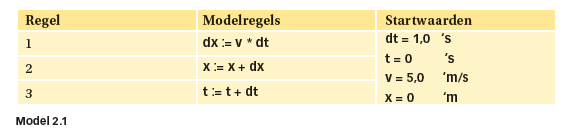 Regel Modelregels Startwaarden
1 dx := v * dt dt = 1,0 ‘s
t = 0 ‘s
2 x := x + dx v = 5,0 ‘m/s
3 t := t + dt x = 0 ‘m
Model 2.1